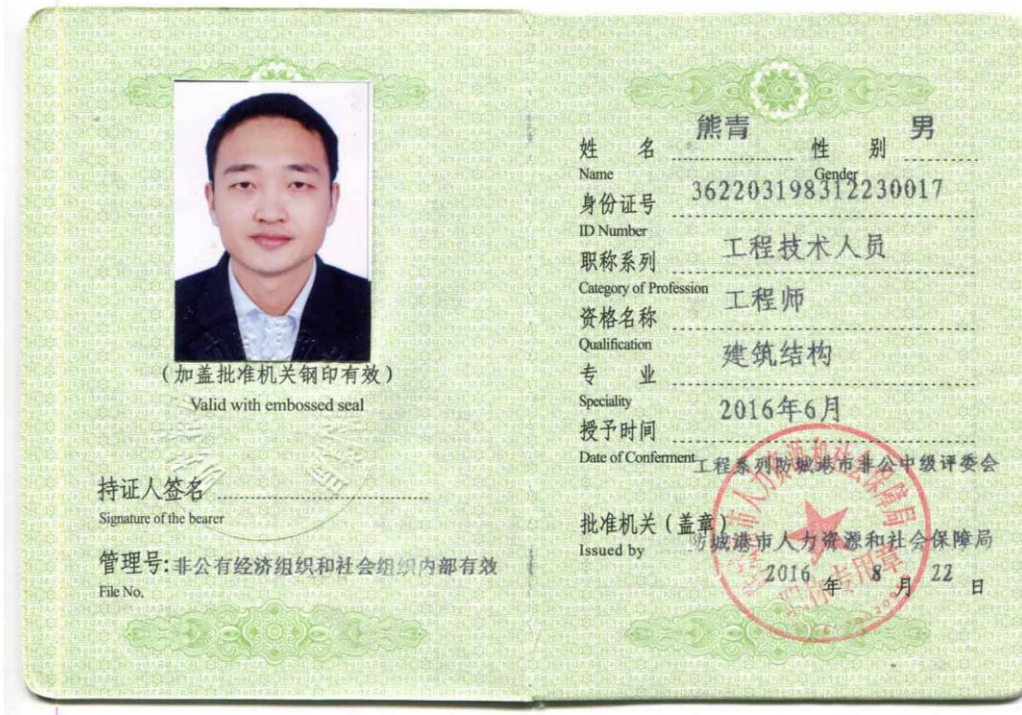 (加盖批准机关钢印有效)
Valid with embossed seal
持证人签名
Signature of the bearer
管理号:非公有经济组织和社会组织内部有效
File No.
姓 名 熊青 性 别 男
Name Gender
身份证号 362203198312230017
ID Number
职称系列 工程技术人员
Category of Profession
资格名称 工程师
Qualification
专 业 建筑结构
Speciality
授予时间 2016年6月
Date of Conferment 工程系列防城港市非公中级评委会
批准机关(盖章)
Issued by 防城港市人力资源和社会保障局
2016 年 8 月 22 日